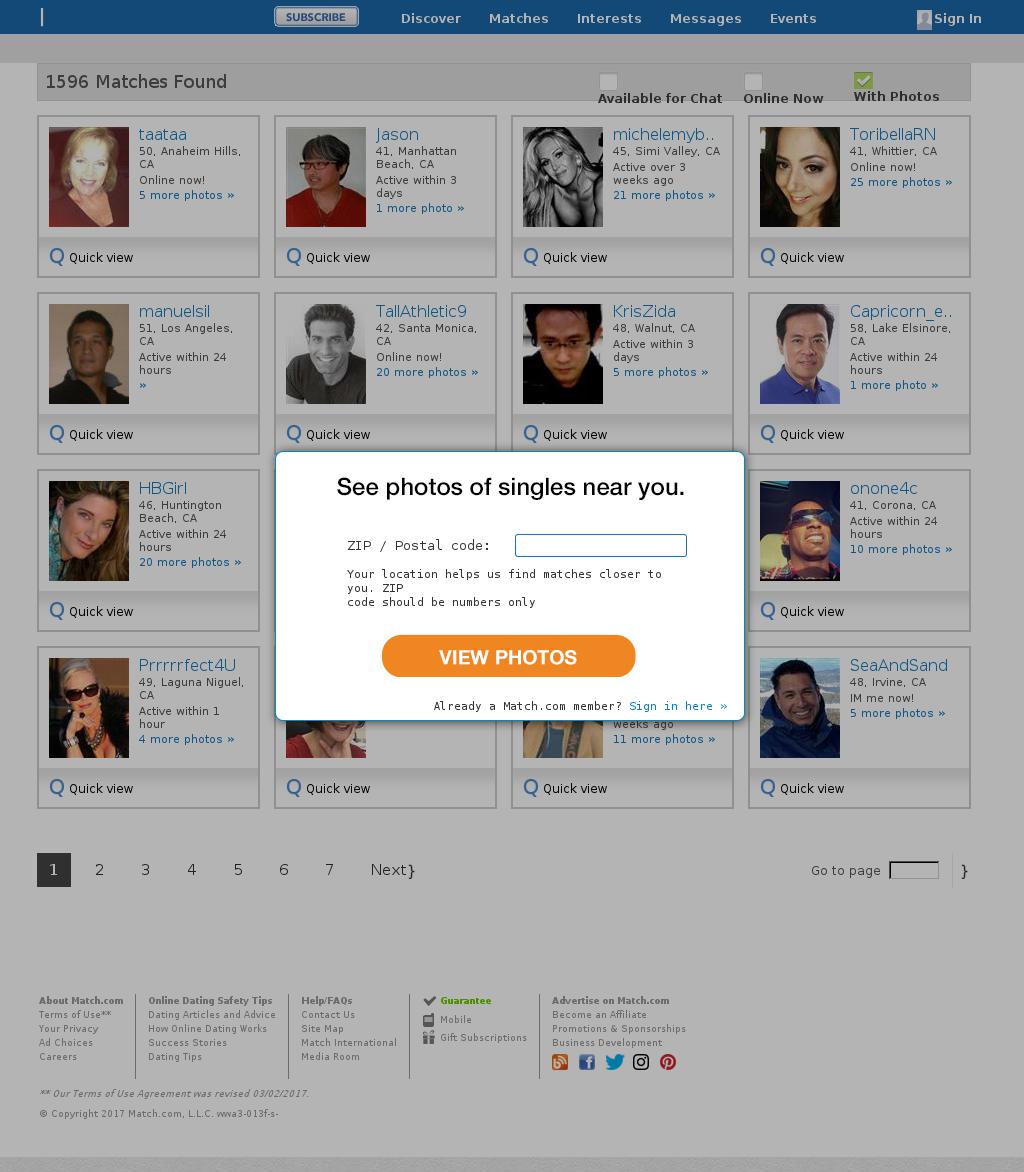 SUBSCRIBE Discover Matches Interests Messages Events Sign In
1596 Matches Found
Available for Chat Online Now With Photos
taataa
50, Anaheim Hills,
CA
Online now!
5 more photos »
Q Quick view
Jason
41, Manhattan
Beach, CA
Active within 3
days
1 more photo »
Q Quick view
michelemyb..
45, Simi Valley, CA
Active over 3
weeks ago
21 more photos »
Q Quick view
ToribellaRN
41, Whittier, CA
Online now!
25 more photos »
Q Quick view
manuelsil
51, Los Angeles,
CA
Active within 24
hours
»
Q Quick view
TallAthletic9
42, Santa Monica,
CA
Online now!
20 more photos »
Q Quick view
KrisZida
48, Walnut, CA
Active within 3
days
5 more photos »
Q Quick view
Capricorn_e..
58, Lake Elsinore,
CA
Active within 24
hours
1 more photo »
Q Quick view
HBGirl
46, Huntington
Beach, CA
Active within 24
hours
20 more photos »
Q Quick view
See photos of singles near you.
ZIP / Postal code:
Your location helps us find matches closer to
you. ZIP
code should be numbers only
VIEW PHOTOS
Already a Match.com member? Sign in here »
onone4c
41, Corona, CA
Active within 24
hours
10 more photos »
Q Quick view
Prrrrrfect4U
49, Laguna Niguel,
CA
Active within 1
hour
4 more photos »
Q Quick view
Q Quick view
weeks ago
11 more photos »
Q Quick view
SeaAndSand
48, Irvine, CA
IM me now!
5 more photos »
Q Quick view
1 2 3 4 5 6 7 Next } Go to page }
About Match.com
Terms of Use**
Your Privacy
Ad Choices
Careers
Online Dating Safety Tips
Dating Articles and Advice
How Online Dating Works
Success Stories
Dating Tips
Help/FAQs
Contact Us
Site Map
Match International
Media Room
Guarantee
Mobile
Gift Subscriptions
Advertise on Match.com
Become an Affiliate
Promotions & Sponsorships
Business Development
** Our Terms of Use Agreement was revised 03/02/2017.
© Copyright 2017 Match.com, L.L.C. wwa3-013f-s-